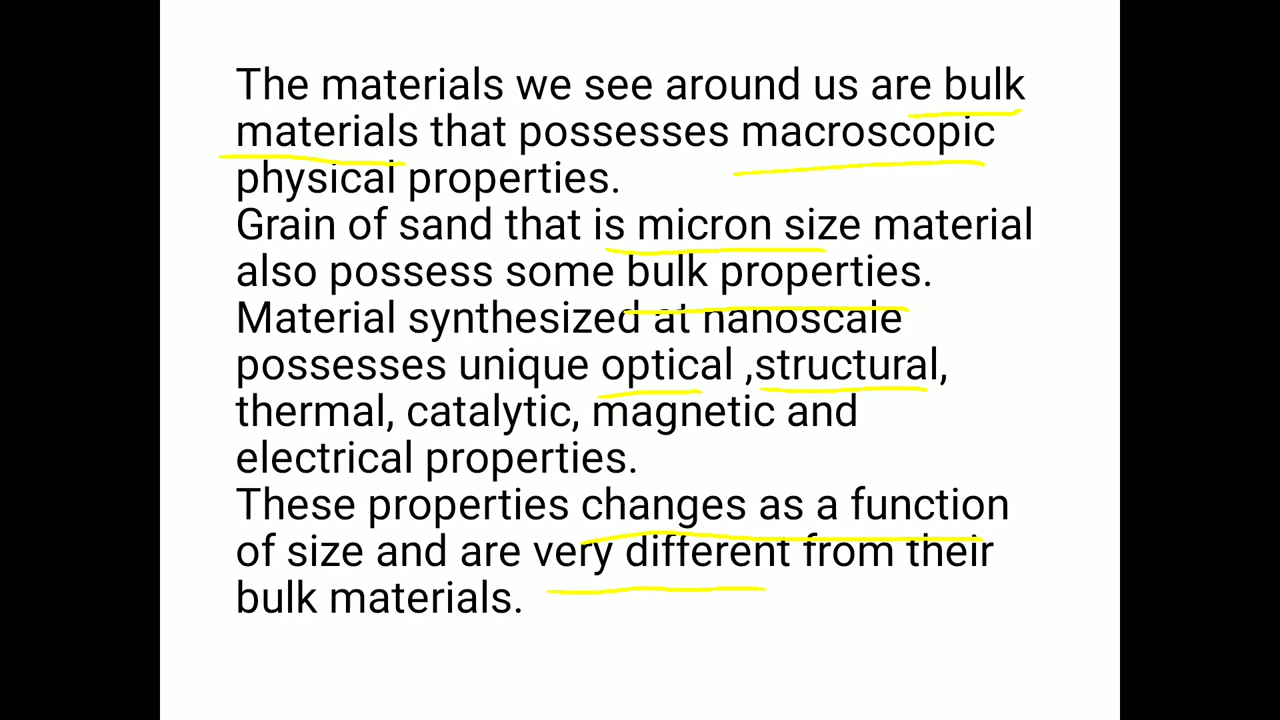 The materials we see around us are bulk
materials that possesses macroscopic
physical properties.
Grain of sand that is micron size material
also possess some bulk properties.
Material synthesized at nanoscale
possesses unique optical ,structural,
thermal, catalytic, magnetic and
electrical properties.
These properties changes as a function
of size and are very different from their
bulk materials.